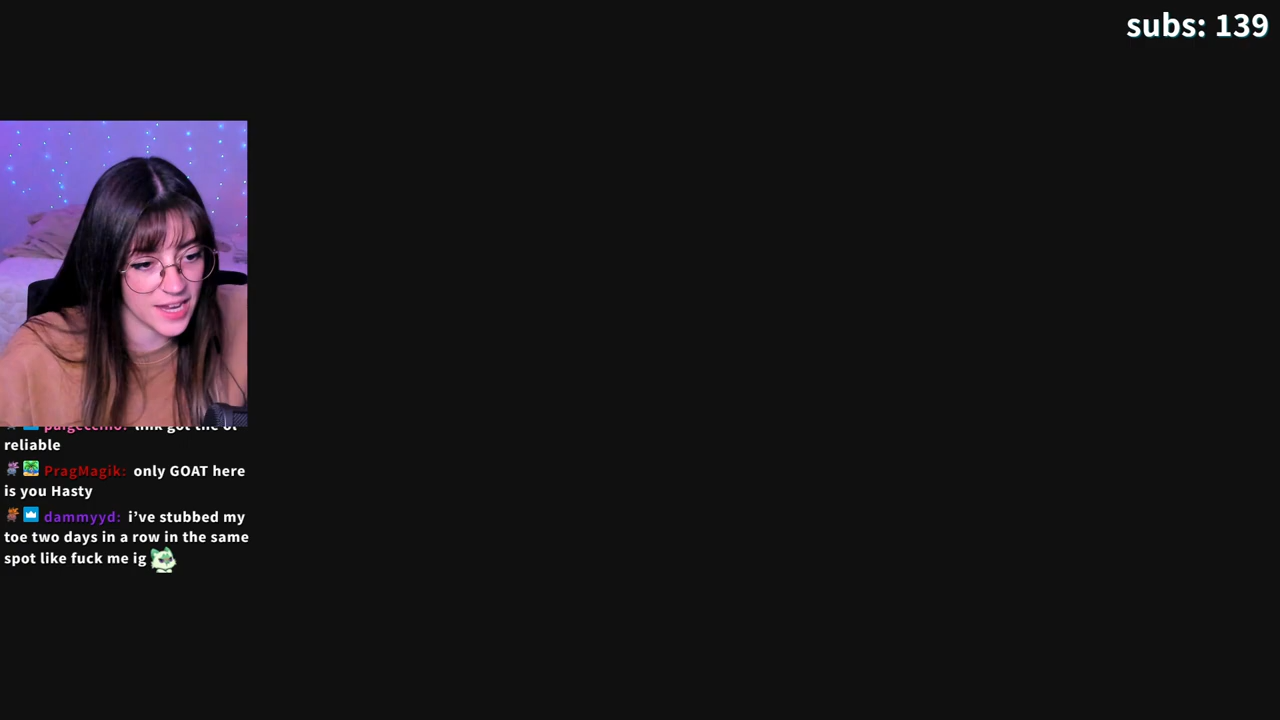 subs: 139
reliable
PragMagik: only GOAT here
is you Hasty
dammyyd: i've stubbed my
toe two days in a row in the same
spot like fuck me ig